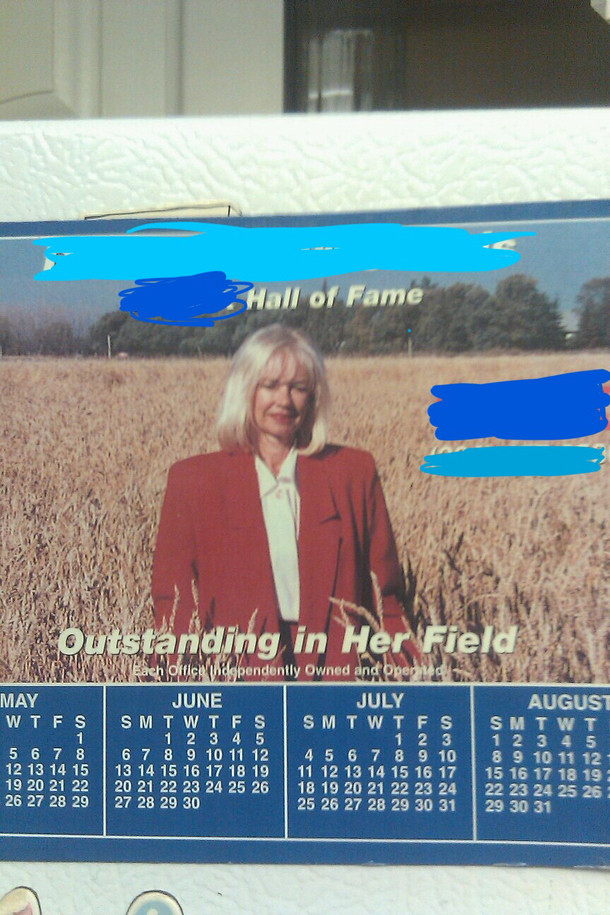 Hall of Fame
Outstanding in Her Field
Each Office Independently Owned and Operated
MAY
W T F S
1
5 6 7 8
12 13 14 15
19 20 21 22
26 27 28 29
JUNE
S M T W T F S
1 2 3 4 5
6 7 8 9 10 11 12
13 14 15 16 17 18 19
20 21 22 23 24 25 26
27 28 29 30
JULY
S M T W T F S
1 2 3
4 5 6 7 8 9 10
11 12 13 14 15 16 17
18 19 20 21 22 23 24
25 26 27 28 29 30 31
AUGUST
S M T W T
1 2 3 4 5
8 9 10 11 12
15 16 17 18 19
22 23 24 25 26
29 30 31